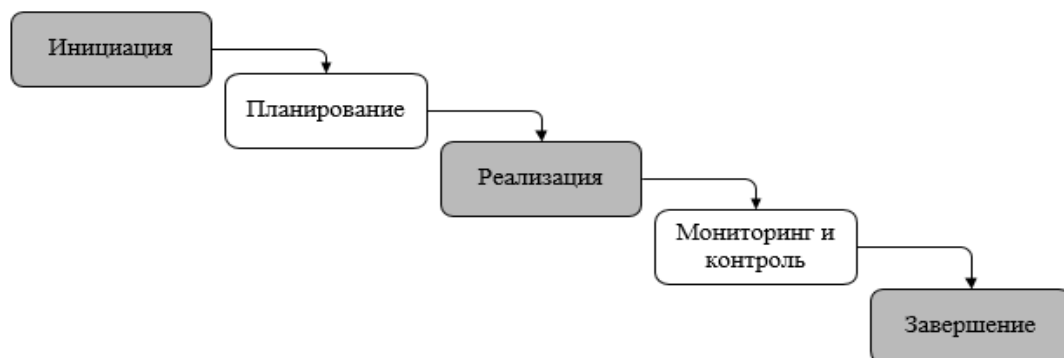 Инициация
Планирование
Реализация
Мониторинг и
контроль
Завершение